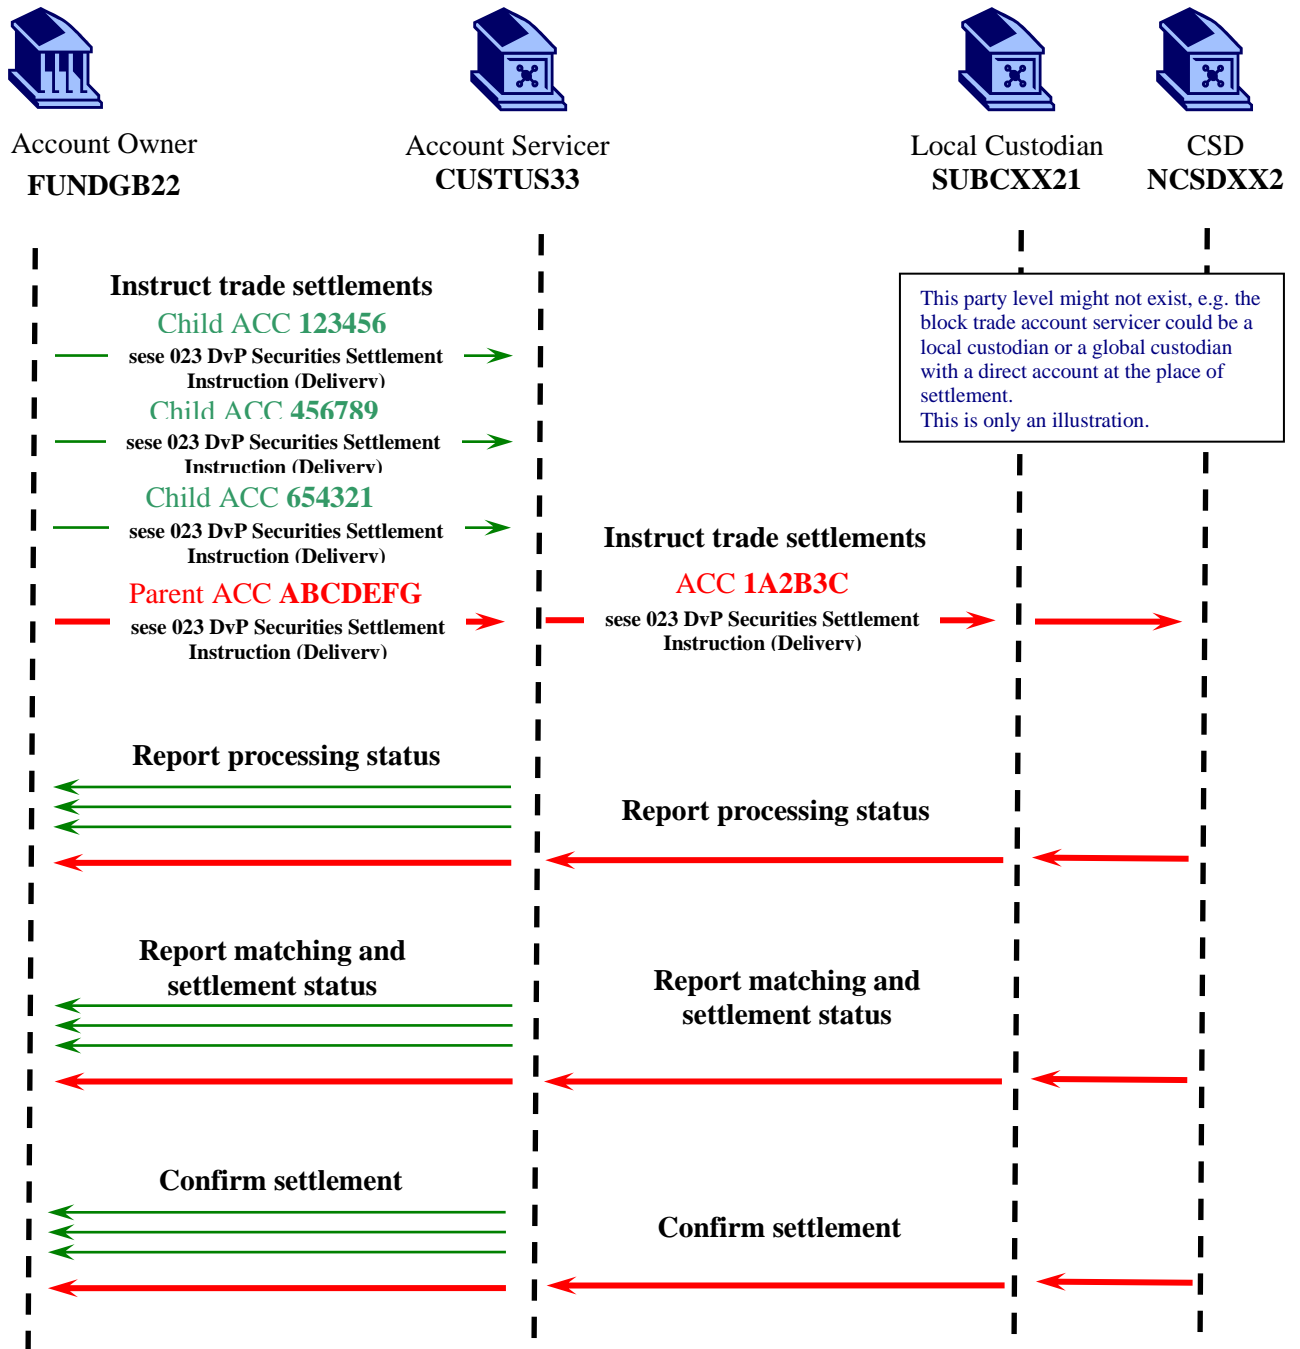 Account Owner
FUNDGB22
Account Servicer
CUSTUS33
Local Custodian
SUBCXX21
CSD
NCSDXX2
This party level might not exist, e.g. the
block trade account servicer could be a
local custodian or a global custodian
with a direct account at the place of
settlement.
This is only an illustration.
Instruct trade settlements
Child ACC 123456
sese 023 DvP Securities Settlement
Instruction (Delivery)
Child ACC 456789
sese 023 DvP Securities Settlement
Instruction (Delivery)
Child ACC 654321
sese 023 DvP Securities Settlement
Instruction (Delivery)
Parent ACC ABCDEFG
sese 023 DvP Securities Settlement
Instruction (Delivery)
Instruct trade settlements
ACC 1A2B3C
sese 023 DvP Securities Settlement
Instruction (Delivery)
Report processing status
Report processing status
Report matching and
settlement status
Report matching and
settlement status
Confirm settlement
Confirm settlement